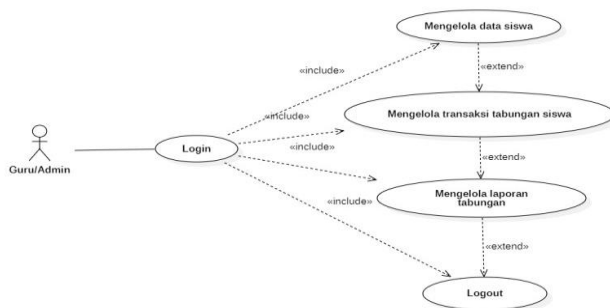 Mengelola data siswa
«include»
«extend»
Mengelola transaksi tabungan siswa
Login
«include»
Guru/Admin
«extend»
Mengelola laporan
tabungan
«include»
«extend»
Logout